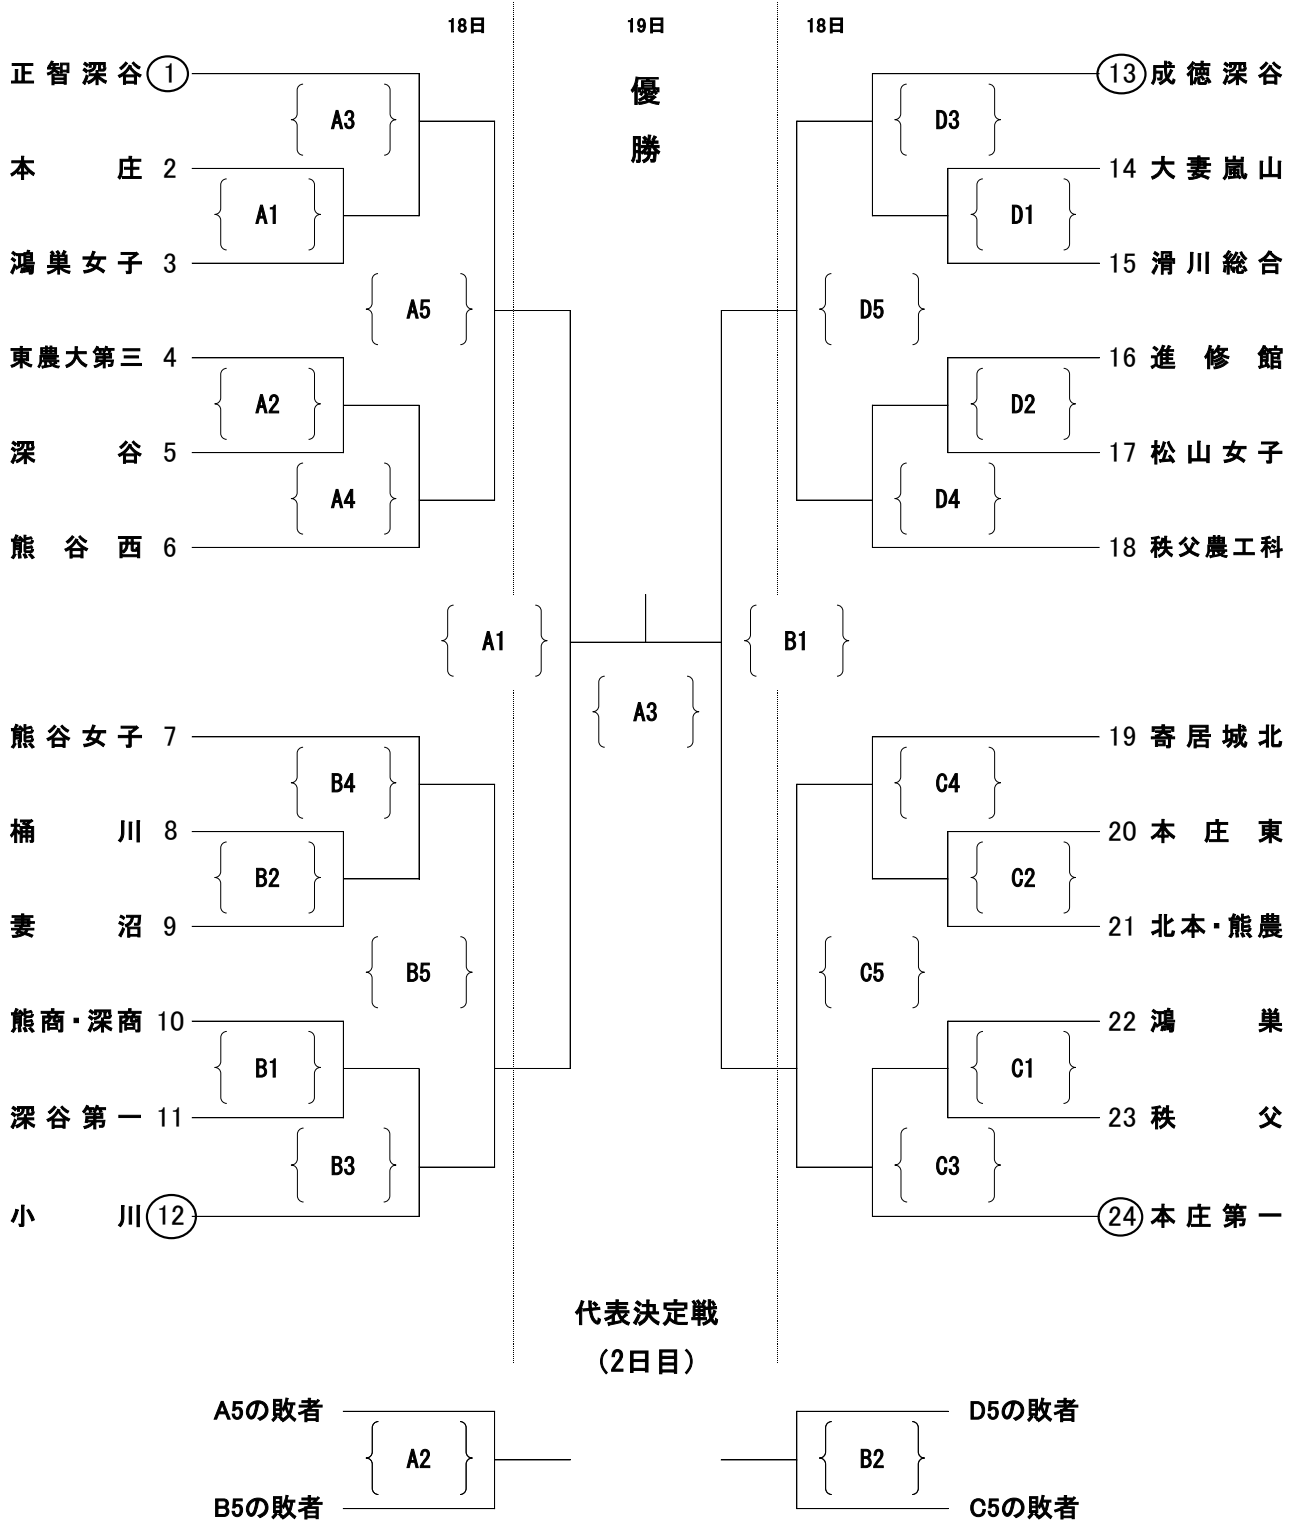 18日 19日 18日
優
勝
正智深谷 1 13 成徳深谷
A3 D3
本庄 2 14 大妻嵐山
A1 D1
鴻巣女子 3 15 滑川総合
A5 D5
東農大第三 4 16 進修館
A2 D2
深谷 5 17 松山女子
A4 D4
熊谷西 6 18 秩父農工科
A1 B1
A3
熊谷女子 7 19 寄居城北
B4 C4
桶川 8 20 本庄東
B2 C2
妻沼 9 21 北本・熊農
B5 C5
熊商・深商 10 22 鴻巣
B1 C1
深谷第一 11 23 秩父
B3 C3
小川 12 24 本庄第一
代表決定戦
(2日目)
A5の敗者 D5の敗者
A2 B2
B5の敗者 C5の敗者